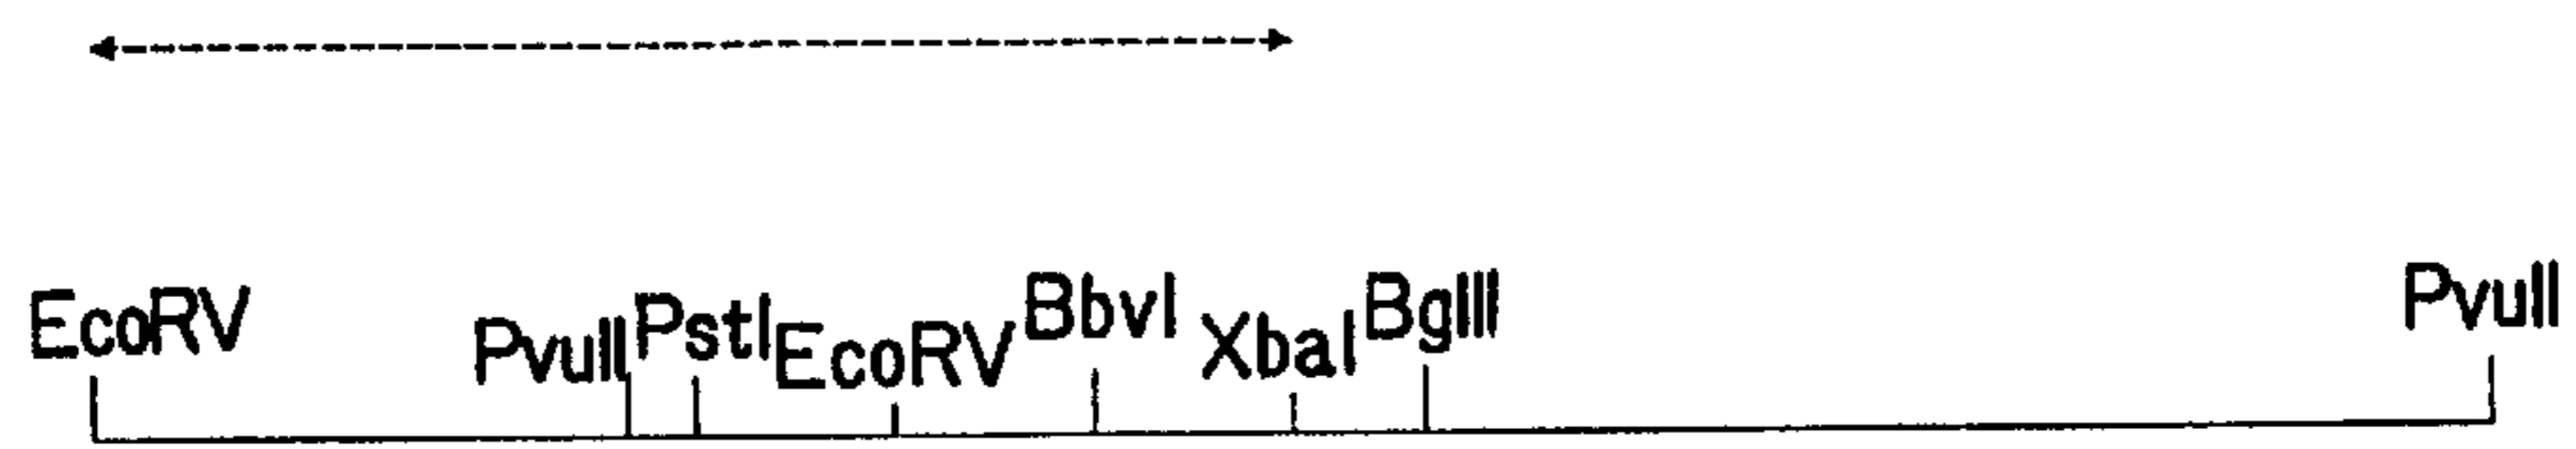 EcoRV PvuII PstI EcoRV BbvI XbaI BglII PvuII